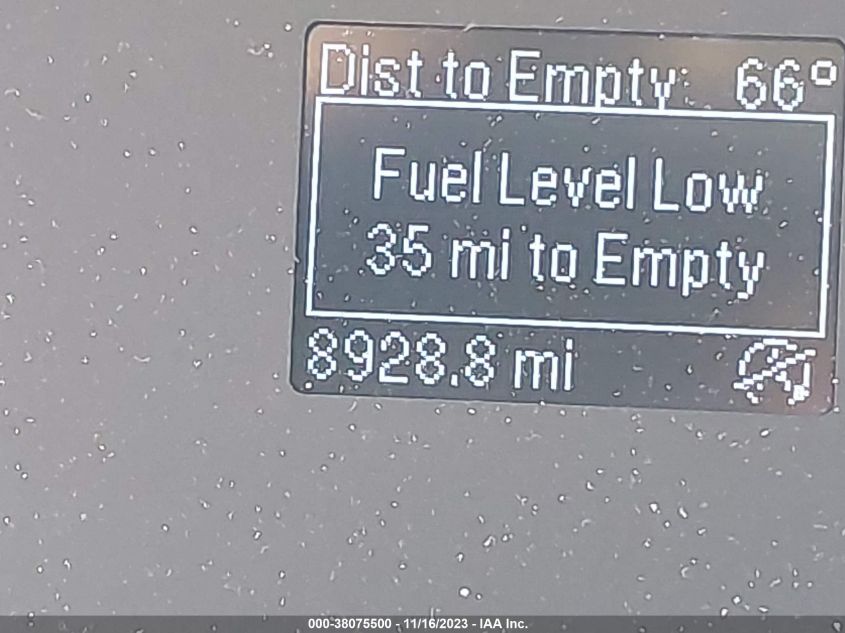 Dist to Empty: 66°
Fuel Level Low
35 mi to Empty
8928.8 mi
000-38075500 - 11/16/2023 - IAA Inc.